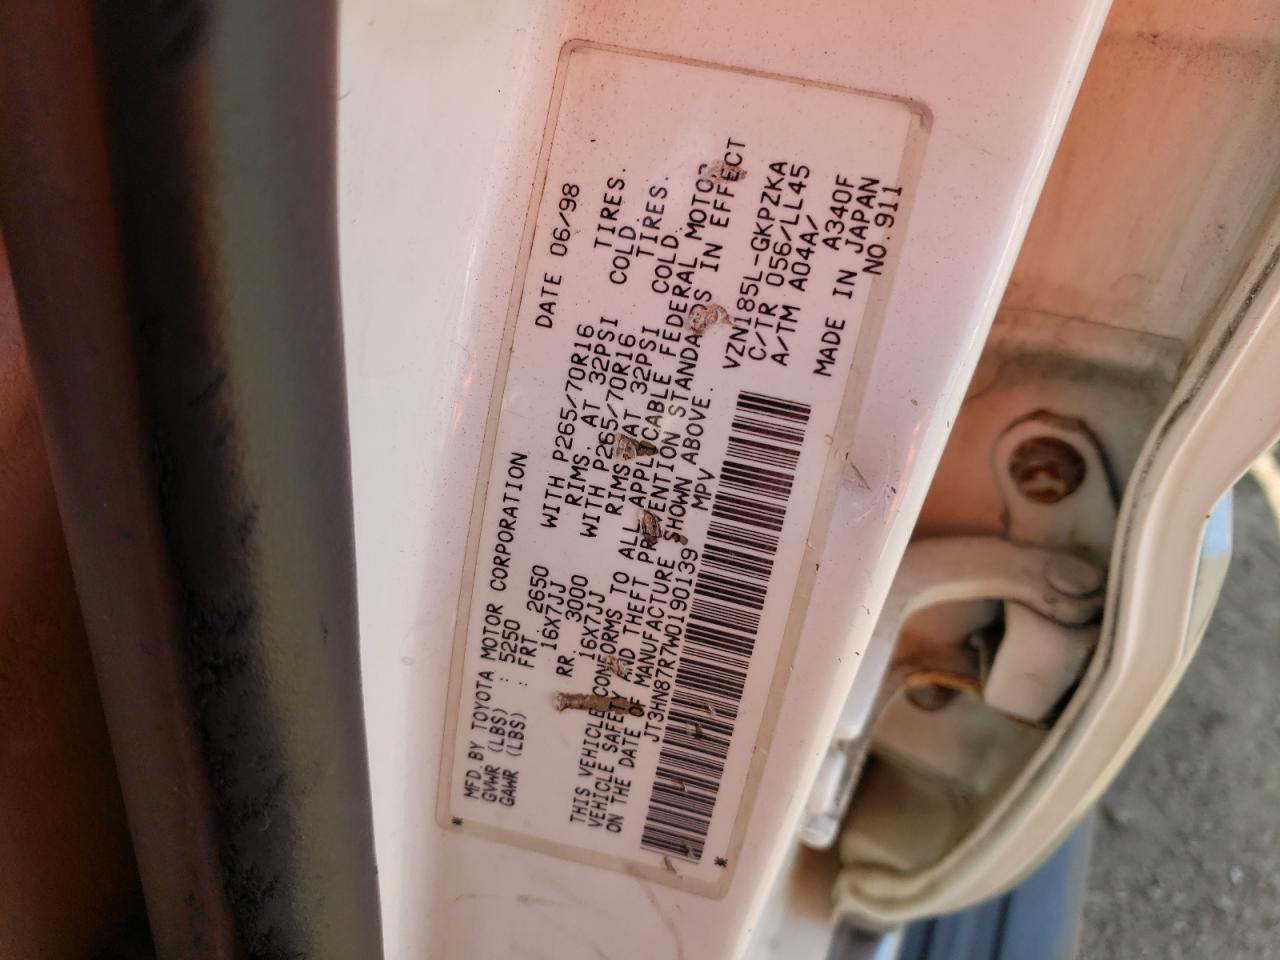 MFD BY TOYOTA MOTOR CORPORATION DATE 06/98
GVWR (LBS) : 5250
GAWR (LBS) : FRT 2650 WITH P265/70R16 TIRES.
16X7JJ RIMS AT 32PSI COLD
RR 3000 WITH P265/70R16 TIRES.
16X7JJ RIMS AT 32PSI COLD.
THIS VEHICLE CONFORMS TO ALL APPLICABLE FEDERAL MOTOR
VEHICLE SAFETY AND THEFT PREVENTION STANDARDS IN EFFECT
ON THE DATE OF MANUFACTURE SHOWN ABOVE.
JT3HN87R7W0190139 MPV
VZN185L-GKPZKA
C/TR 056/LL45
A/TM A04A/
A340F
MADE IN JAPAN
NO.911
* *